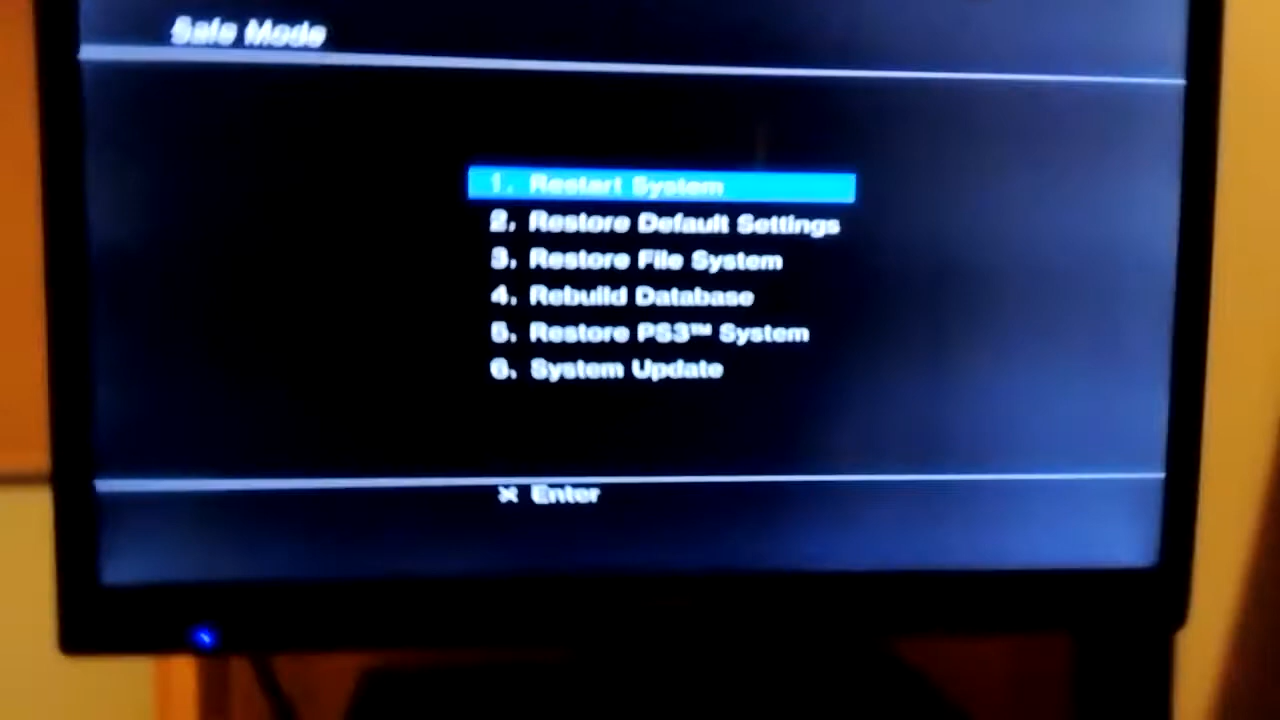 Safe Mode
1. Restart System
2. Restore Default Settings
3. Restore File System
4. Rebuild Database
5. Restore PS3™ System
6. System Update
✕ Enter